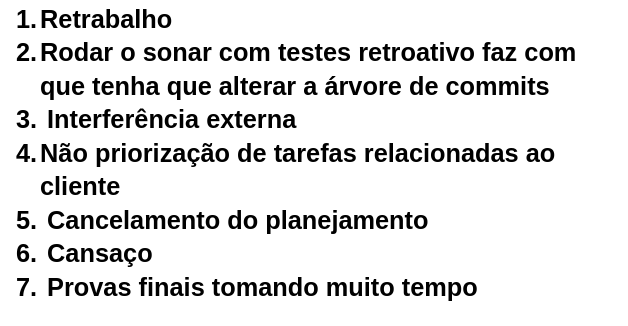 1. Retrabalho
2. Rodar o sonar com testes retroativo faz com
que tenha que alterar a árvore de commits
3. Interferência externa
4. Não priorização de tarefas relacionadas ao
cliente
5. Cancelamento do planejamento
6. Cansaço
7. Provas finais tomando muito tempo